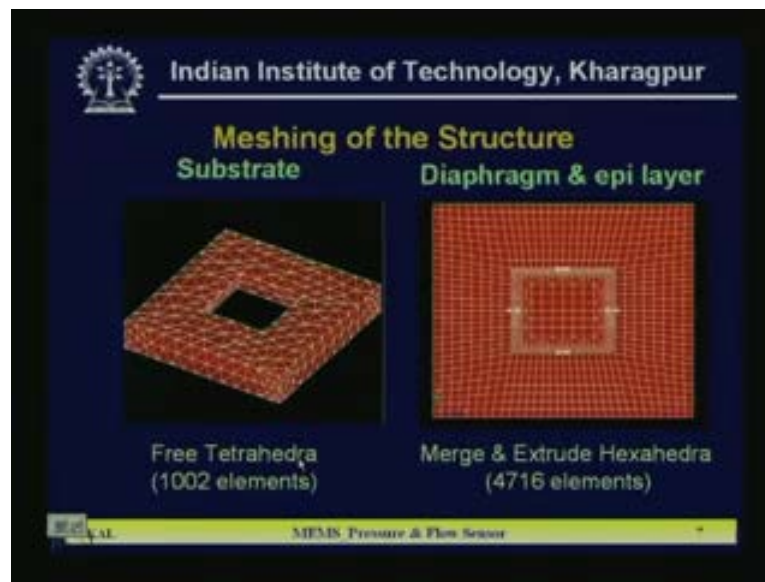 Indian Institute of Technology, Kharagpur
Meshing of the Structure
Substrate
Diaphragm & epi layer
Free Tetrahedra
(1002 elements)
Merge & Extrude Hexahedra
(4716 elements)
KAL
MEMS Pressure & Flow Sensor